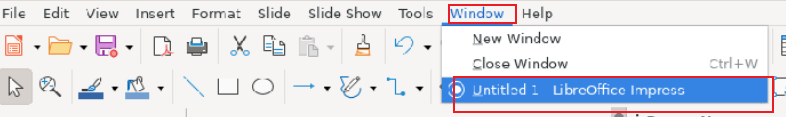 File Edit View Insert Format Slide Slide Show Tools Window Help
New Window
Close Window Ctrl+W
Untitled 1 - LibreOffice Impress